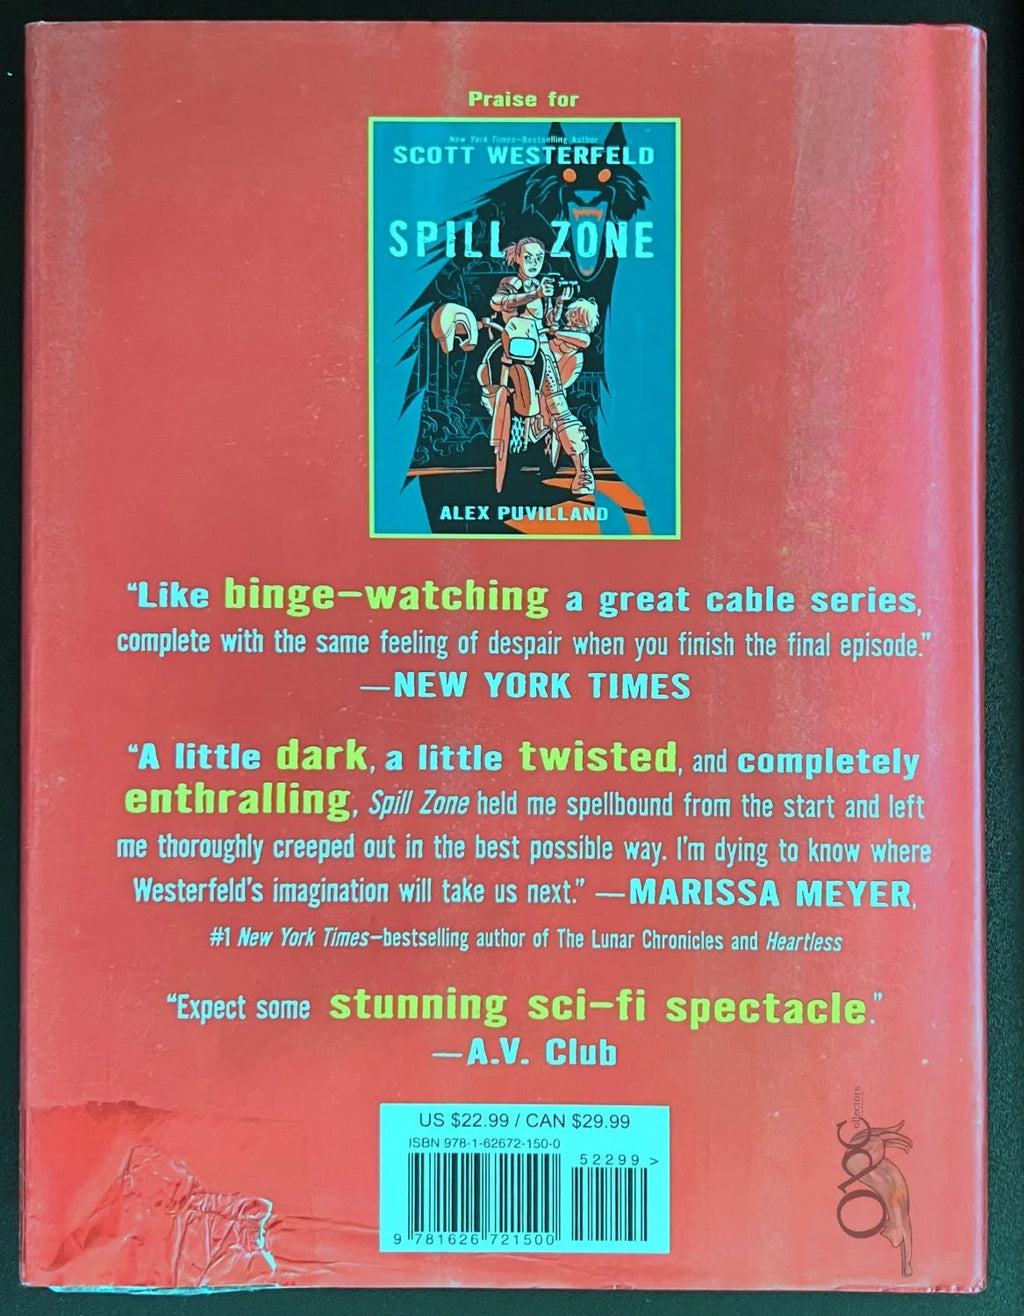 Praise for
New York Times–Bestselling Author
SCOTT WESTERFELD
SPILL ZONE
ALEX PUVILLAND
“Like binge–watching a great cable series,
complete with the same feeling of despair when you finish the final episode.”
—NEW YORK TIMES
“A little dark, a little twisted, and completely
enthralling, Spill Zone held me spellbound from the start and left
me thoroughly creeped out in the best possible way. I’m dying to know where
Westerfeld’s imagination will take us next.” —MARISSA MEYER,
#1 New York Times–bestselling author of The Lunar Chronicles and Heartless
“Expect some stunning sci–fi spectacle.”
—A.V. Club
US $22.99 / CAN $29.99
ISBN 978-1-62672-150-0
52299 >
9 781626 721500
OBC
ollectors